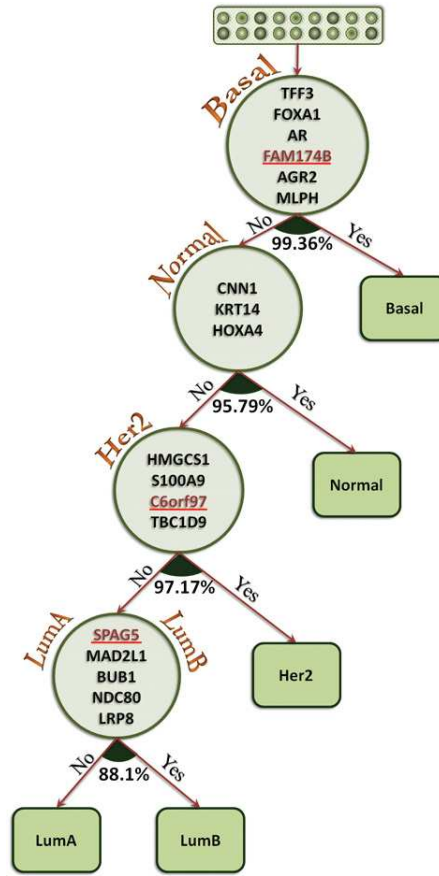 Basal
TFF3
FOXA1
AR
FAM174B
AGR2
MLPH
No
Yes
99.36%
Basal
Normal
CNN1
KRT14
HOXA4
No
Yes
95.79%
Normal
Her2
HMGCS1
S100A9
C6orf97
TBC1D9
No
Yes
97.17%
Her2
LumA
LumB
SPAG5
MAD2L1
BUB1
NDC80
LRP8
No
Yes
88.1%
LumA
LumB